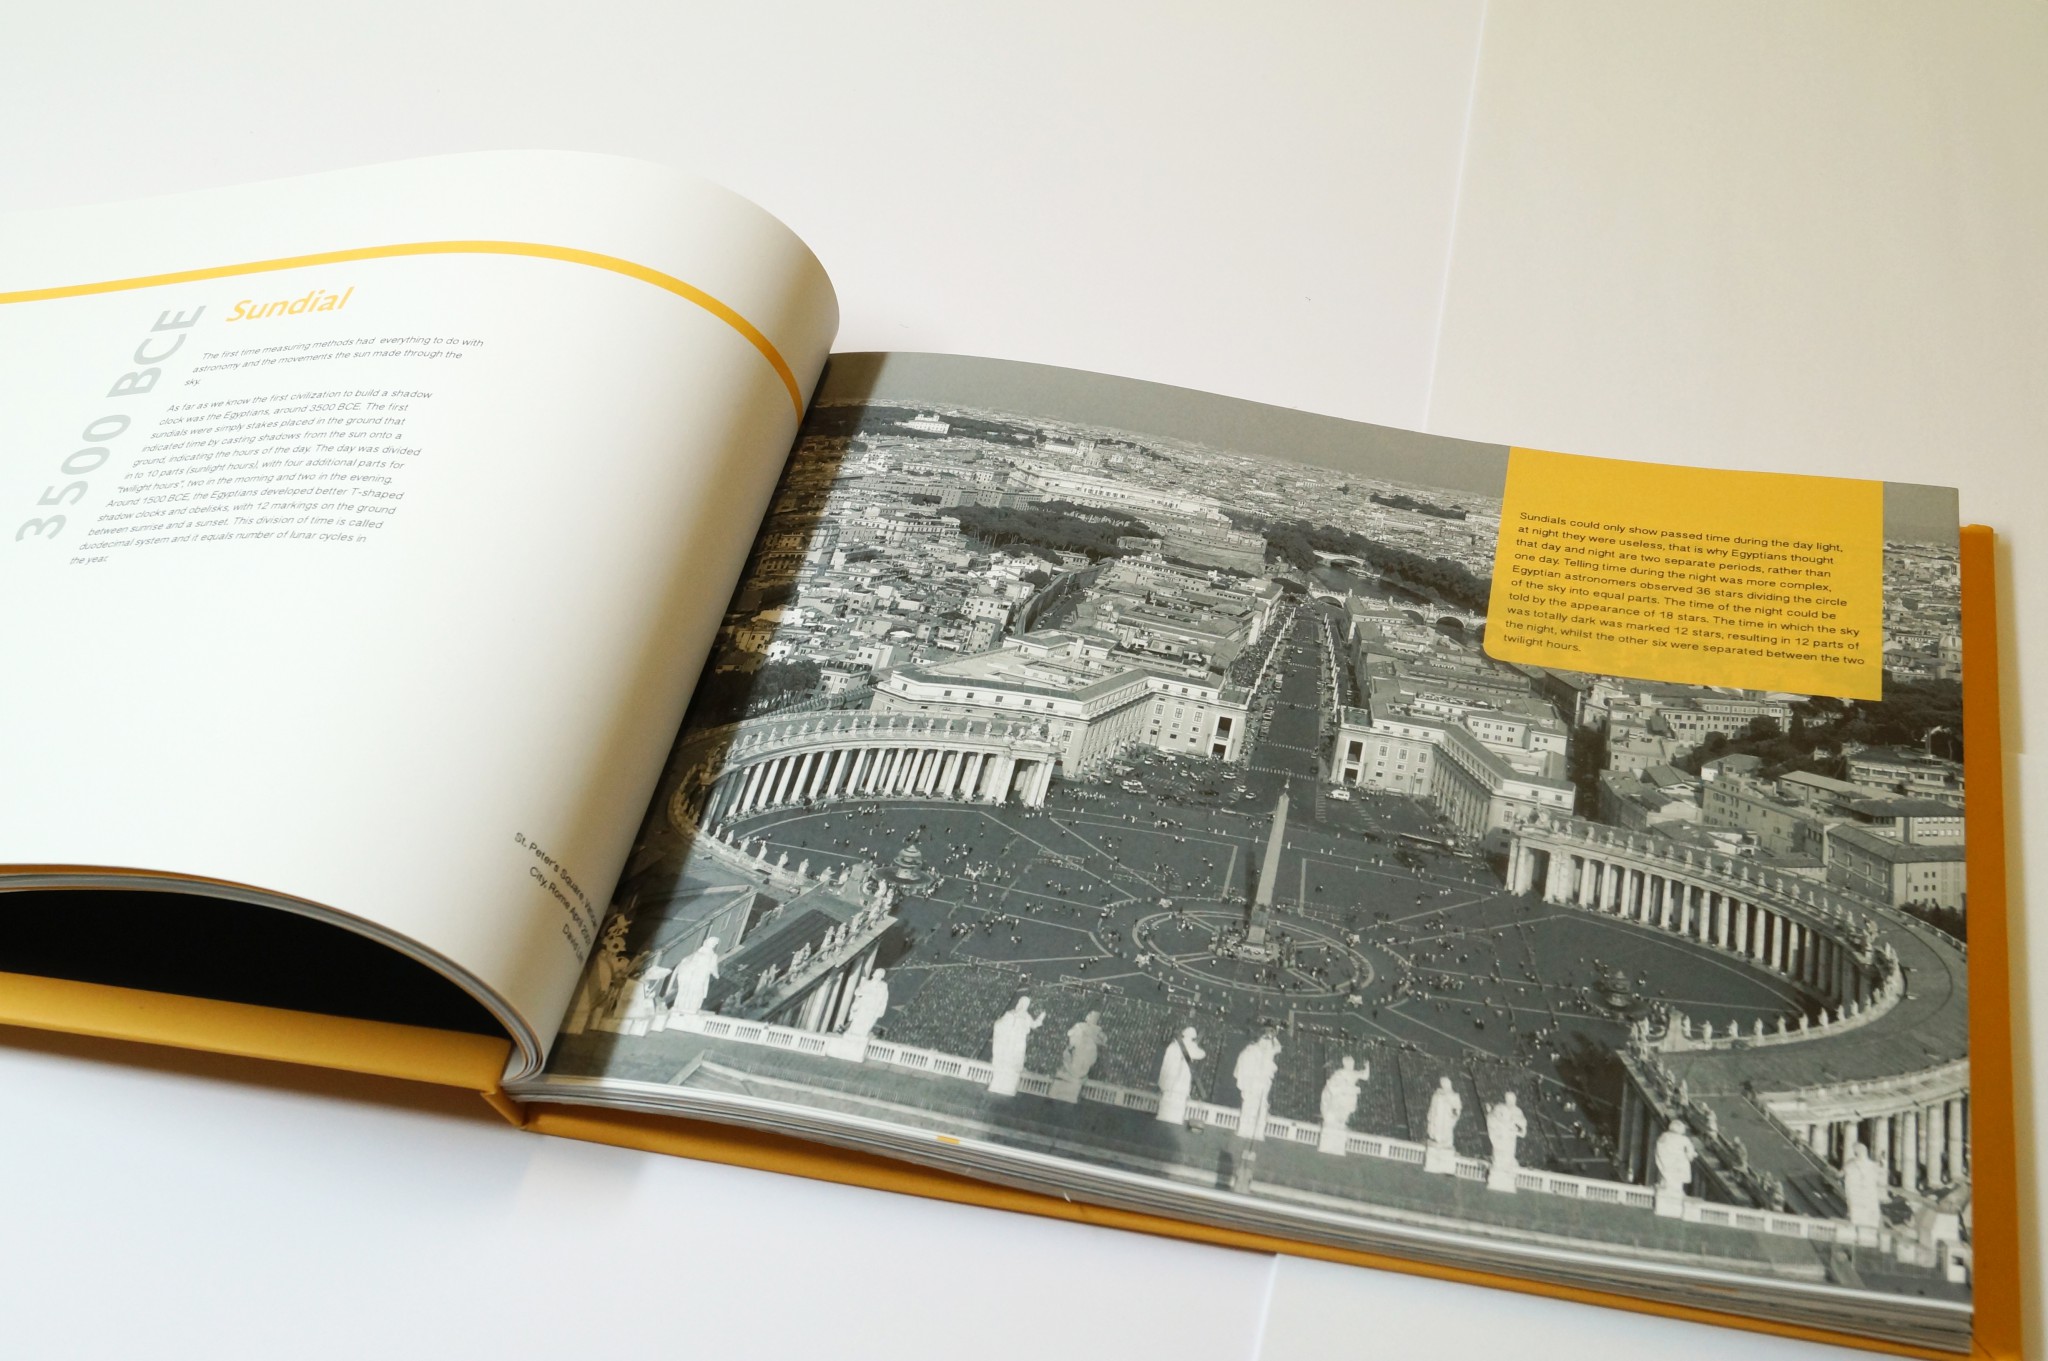 3500 BCE
Sundial
The first time measuring methods had everything to do with
astronomy and the movements the sun made through the
sky.
As far as we know the first civilization to build a shadow
clock was the Egyptians, around 3500 BCE. The first
sundials were simply stakes placed in the ground that
indicated time by casting shadows from the sun onto a
ground, indicating the hours of the day. The day was divided
in to 10 parts (sunlight hours), with four additional parts for
"twilight hours", two in the morning and two in the evening.
Around 1500 BCE, the Egyptians developed better T-shaped
shadow clocks and obelisks, with 12 markings on the ground
between sunrise and a sunset. This division of time is called
duodecimal system and it equals number of lunar cycles in
the year.
St. Peter's Square,
City, Rome April
David
Sundials could only show passed time during the day light,
at night they were useless, that is why Egyptians thought
that day and night are two separate periods, rather than
one day. Telling time during the night was more complex,
Egyptian astronomers observed 36 stars dividing the circle
of the sky into equal parts. The time of the night could be
told by the appearance of 18 stars. The time in which the sky
was totally dark was marked 12 stars, resulting in 12 parts of
the night, whilst the other six were separated between the two
twilight hours.